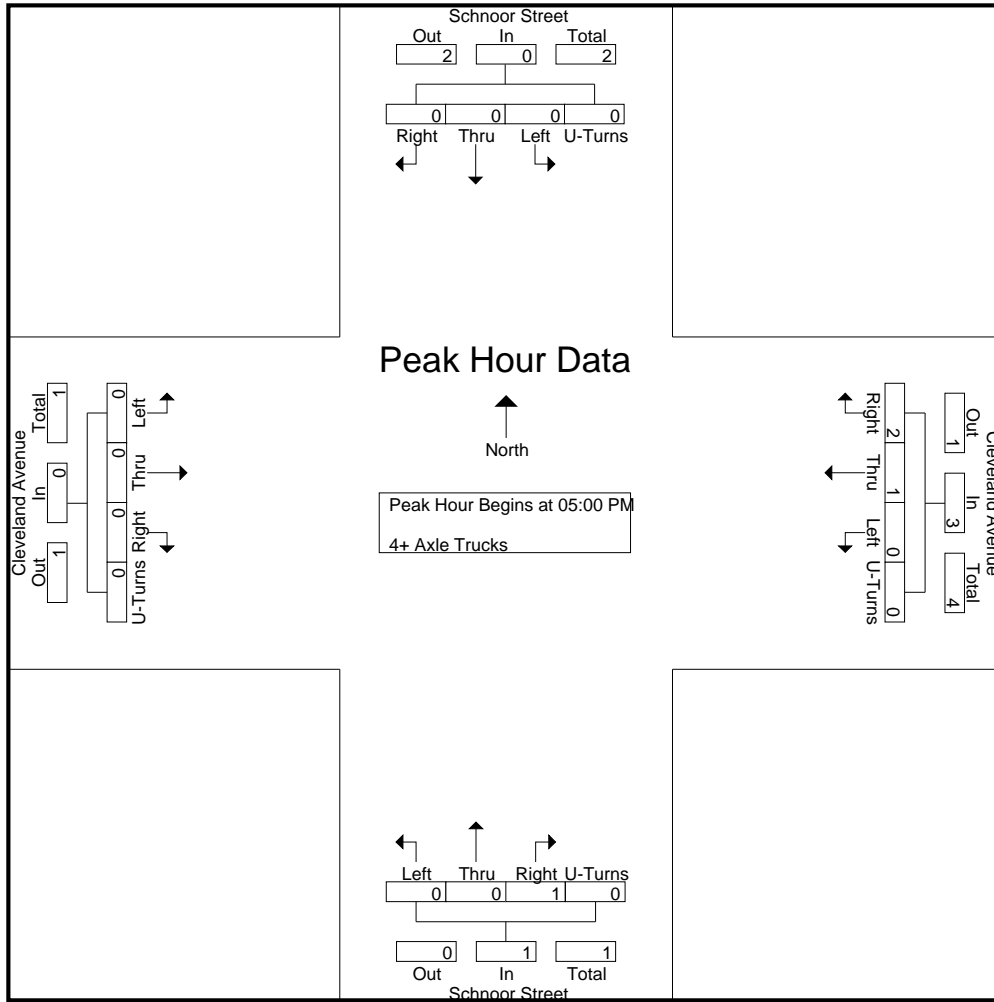 Schnoor Street
Out In Total
2 0 2
0 0 0 0
Right Thru Left U-Turns
Peak Hour Data
North
Peak Hour Begins at 05:00 PM
4+ Axle Trucks
Cleveland Avenue
Out In Total
1 0 1
0 0 0 0
Left Thru Right U-Turns
Cleveland Avenue
Out In Total
1 3 4
2 1 0 0
Right Thru Left U-Turns
Left Thru Right U-Turns
0 0 1 0
0 1 1
Out In Total
Schnoor Street